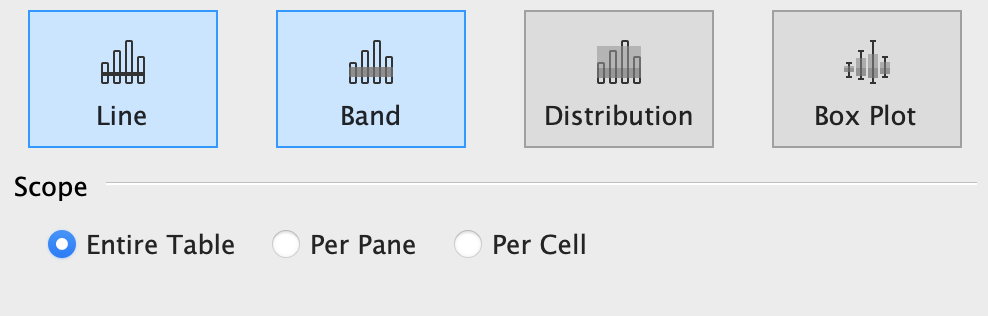 Line Band Distribution Box Plot
Scope
Entire Table Per Pane Per Cell